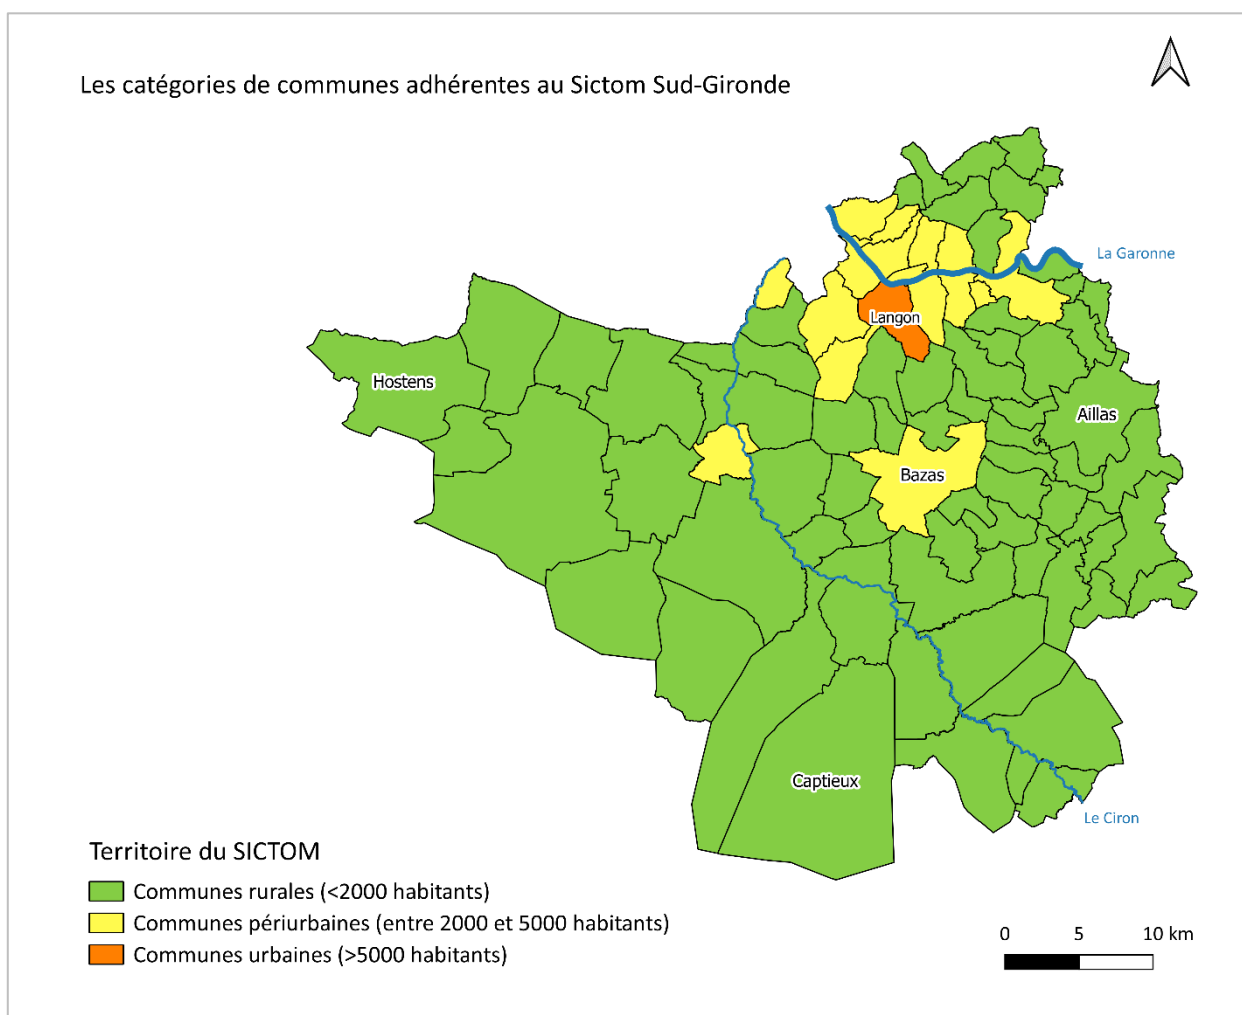 Les catégories de communes adhérentes au Sictom Sud-Gironde
La Garonne
Langon
Hostens
Aillas
Bazas
Captieux
Le Ciron
Territoire du SICTOM
Communes rurales (<2000 habitants)
Communes périurbaines (entre 2000 et 5000 habitants)
Communes urbaines (>5000 habitants)
0 5 10 km